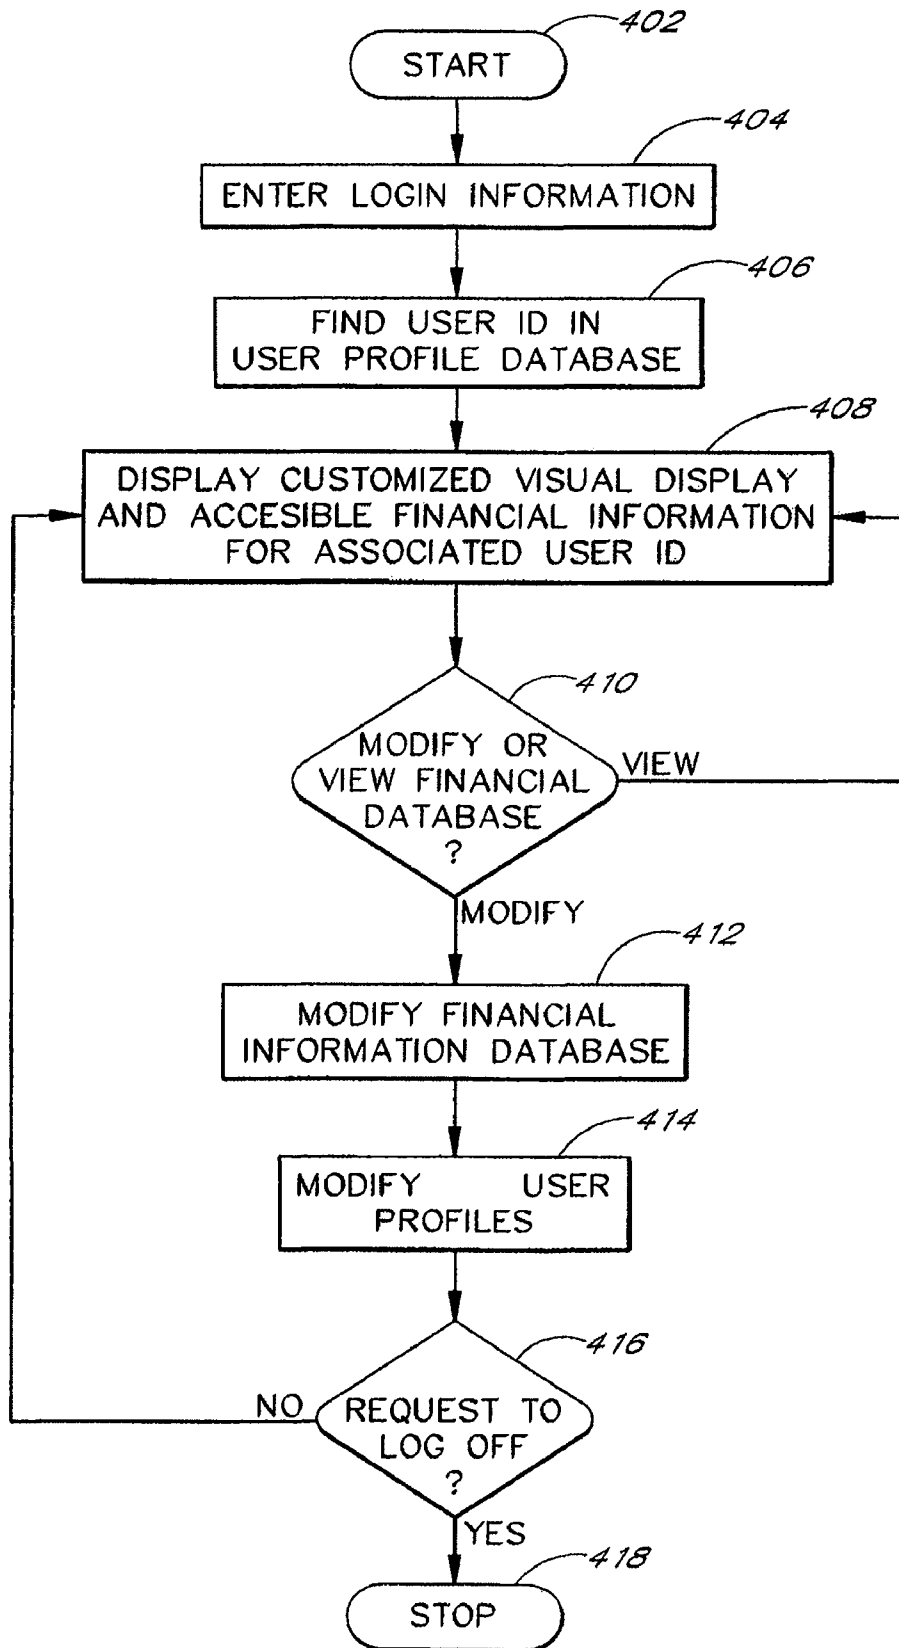 402
START
404
ENTER LOGIN INFORMATION
406
FIND USER ID IN
USER PROFILE DATABASE
408
DISPLAY CUSTOMIZED VISUAL DISPLAY
AND ACCESIBLE FINANCIAL INFORMATION
FOR ASSOCIATED USER ID
410
MODIFY OR
VIEW FINANCIAL
DATABASE
?
VIEW
MODIFY
412
MODIFY FINANCIAL
INFORMATION DATABASE
414
MODIFY USER
PROFILES
416
NO
REQUEST TO
LOG OFF
?
YES
418
STOP